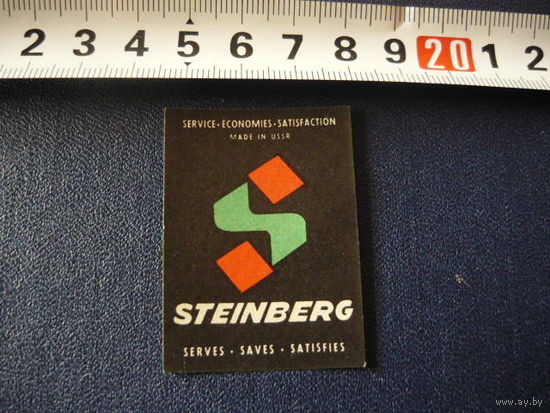 2 3 4 5 6 7 8 9 20 1 2
SERVICE · ECONOMIES · SATISFACTION
MADE IN USSR
STEINBERG
SERVES · SAVES · SATISFIES
www.ay.by